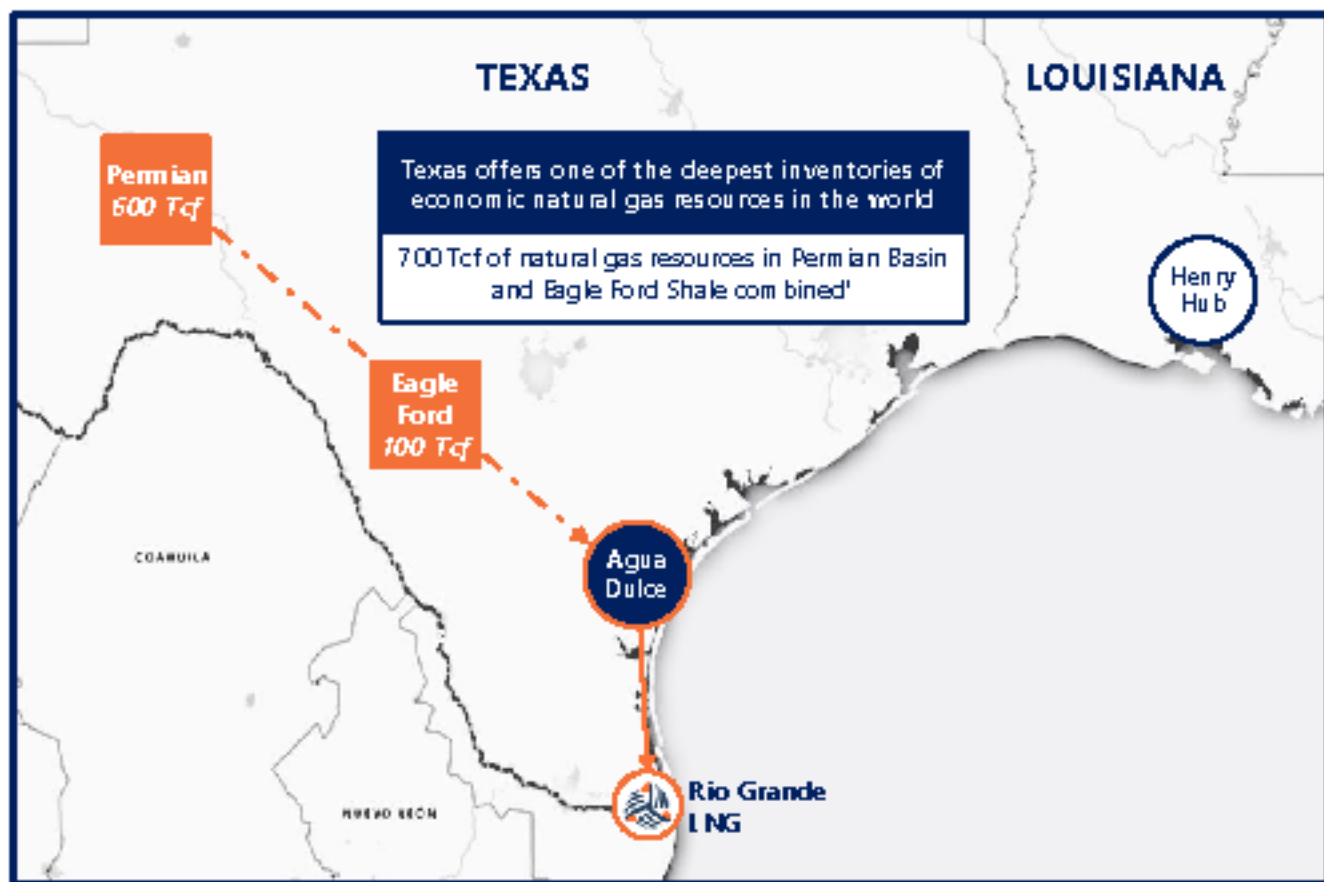 TEXAS
LOUISIANA
Permian
600 Tcf
Texas offers one of the deepest inventories of
economic natural gas resources in the world
700 Tcf of natural gas resources in Permian Basin
and Eagle Ford Shale combined¹
Henry
Hub
Eagle
Ford
100 Tcf
COAHUILA
Agua
Dulce
Rio Grande
LNG
NUEVO LEÓN